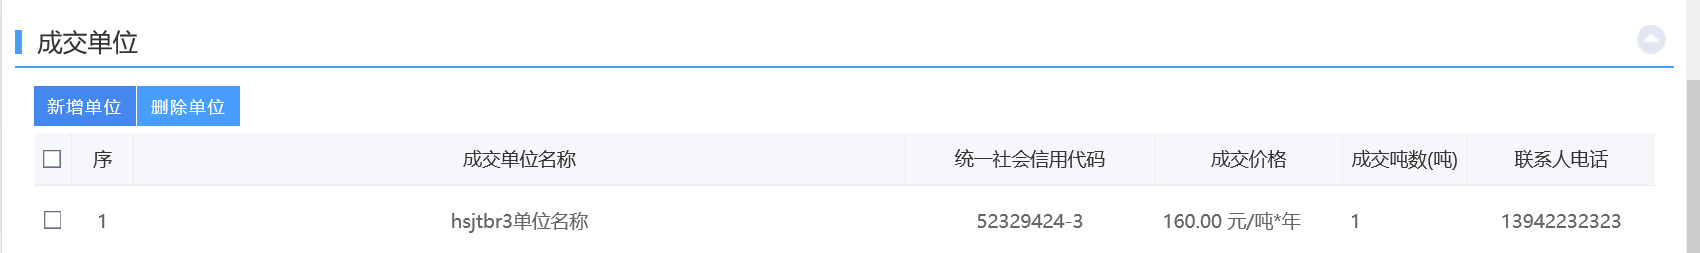 成交单位
新增单位 删除单位
序 成交单位名称 统一社会信用代码 成交价格 成交吨数(吨) 联系人电话
1 hsjtbr3单位名称 52329424-3 160.00 元/吨*年 1 13942232323